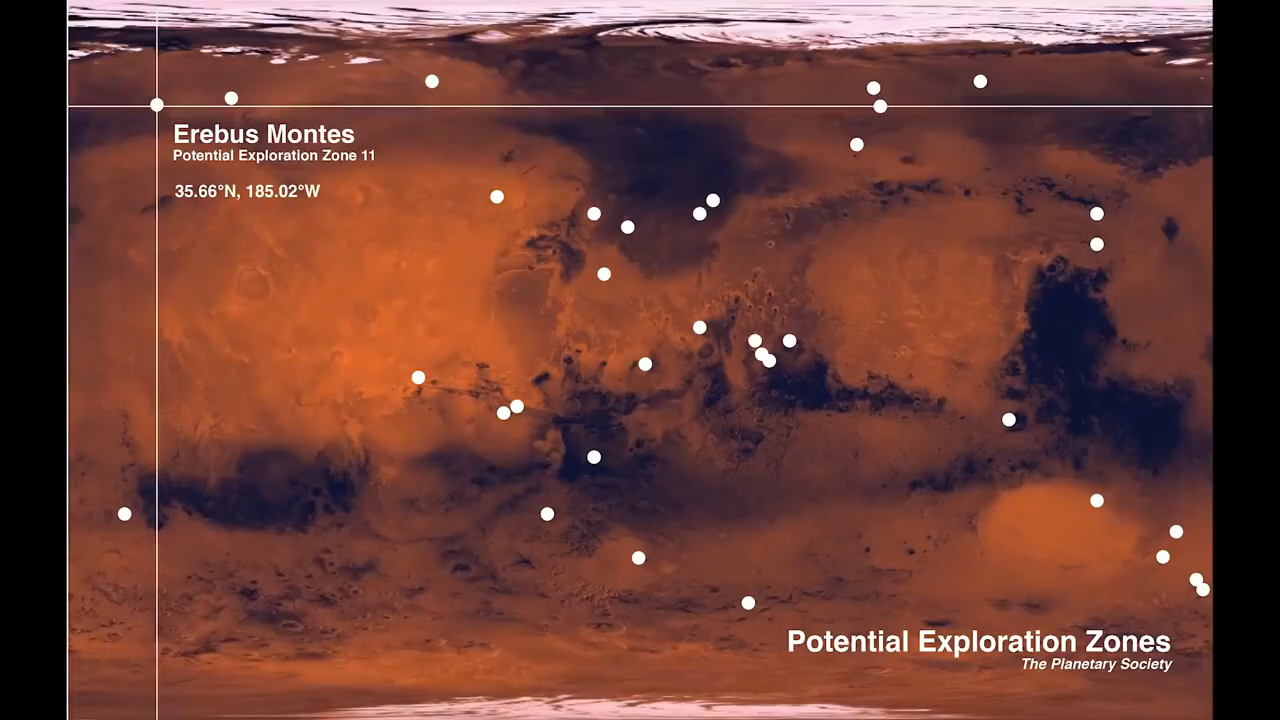 Erebus Montes
Potential Exploration Zone 11
35.66°N, 185.02°W
Potential Exploration Zones
The Planetary Society